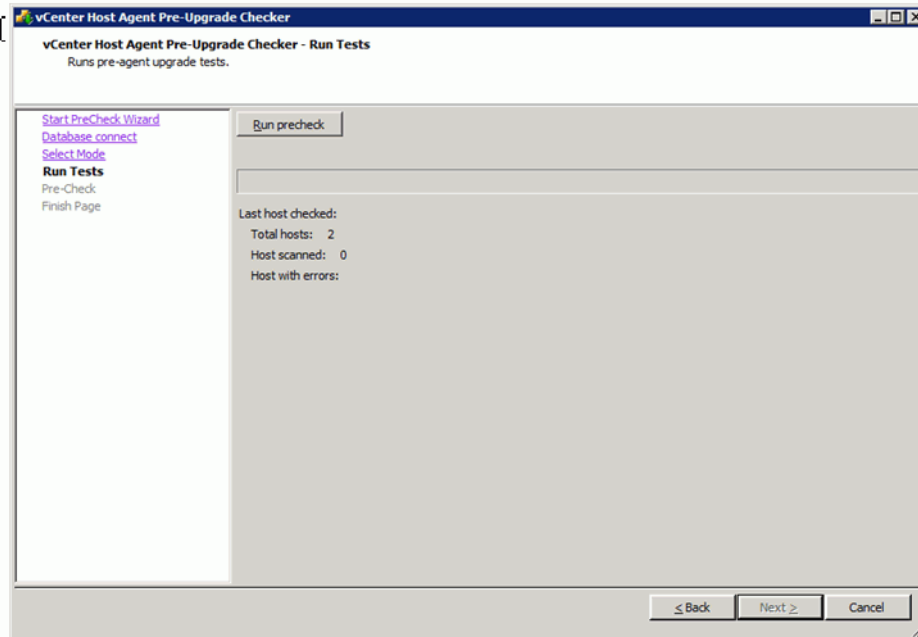 vCenter Host Agent Pre-Upgrade Checker
vCenter Host Agent Pre-Upgrade Checker - Run Tests
Runs pre-agent upgrade tests.
Start PreCheck Wizard
Database connect
Select Mode
Run Tests
Pre-Check
Finish Page
Run precheck
Last host checked:
Total hosts: 2
Host scanned: 0
Host with errors:
< Back
Next >
Cancel